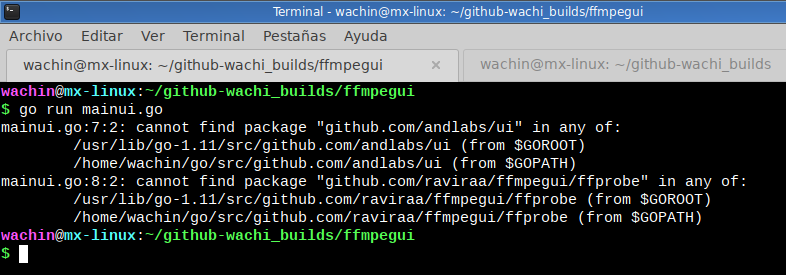 Terminal - wachin@mx-linux: ~/github-wachi_builds/ffmpegui
Archivo Editar Ver Terminal Pestañas Ayuda
wachin@mx-linux: ~/github-wachi_builds/ffmpegui × wachin@mx-linux: ~/github-wachi_builds
wachin@mx-linux:~/github-wachi_builds/ffmpegui
$ go run mainui.go
mainui.go:7:2: cannot find package "github.com/andlabs/ui" in any of:
/usr/lib/go-1.11/src/github.com/andlabs/ui (from $GOROOT)
/home/wachin/go/src/github.com/andlabs/ui (from $GOPATH)
mainui.go:8:2: cannot find package "github.com/raviraa/ffmpegui/ffprobe" in any of:
/usr/lib/go-1.11/src/github.com/raviraa/ffmpegui/ffprobe (from $GOROOT)
/home/wachin/go/src/github.com/raviraa/ffmpegui/ffprobe (from $GOPATH)
wachin@mx-linux:~/github-wachi_builds/ffmpegui
$